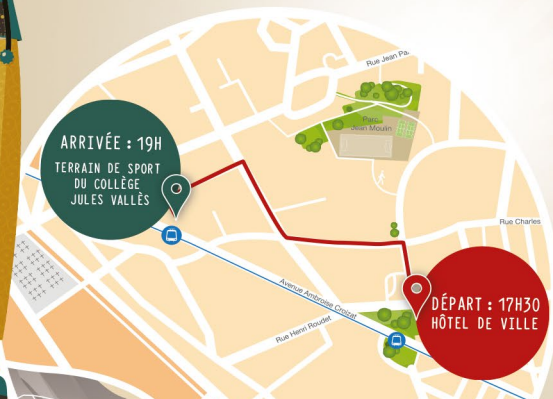 Rue Jean Pa
Parc
Jean Moulin
ARRIVÉE : 19H
TERRAIN DE SPORT
DU COLLÈGE
JULES VALLÈS
Rue Charles
Avenue Ambroise Croizat
DÉPART : 17H30
HÔTEL DE VILLE
Rue Henri Roudet